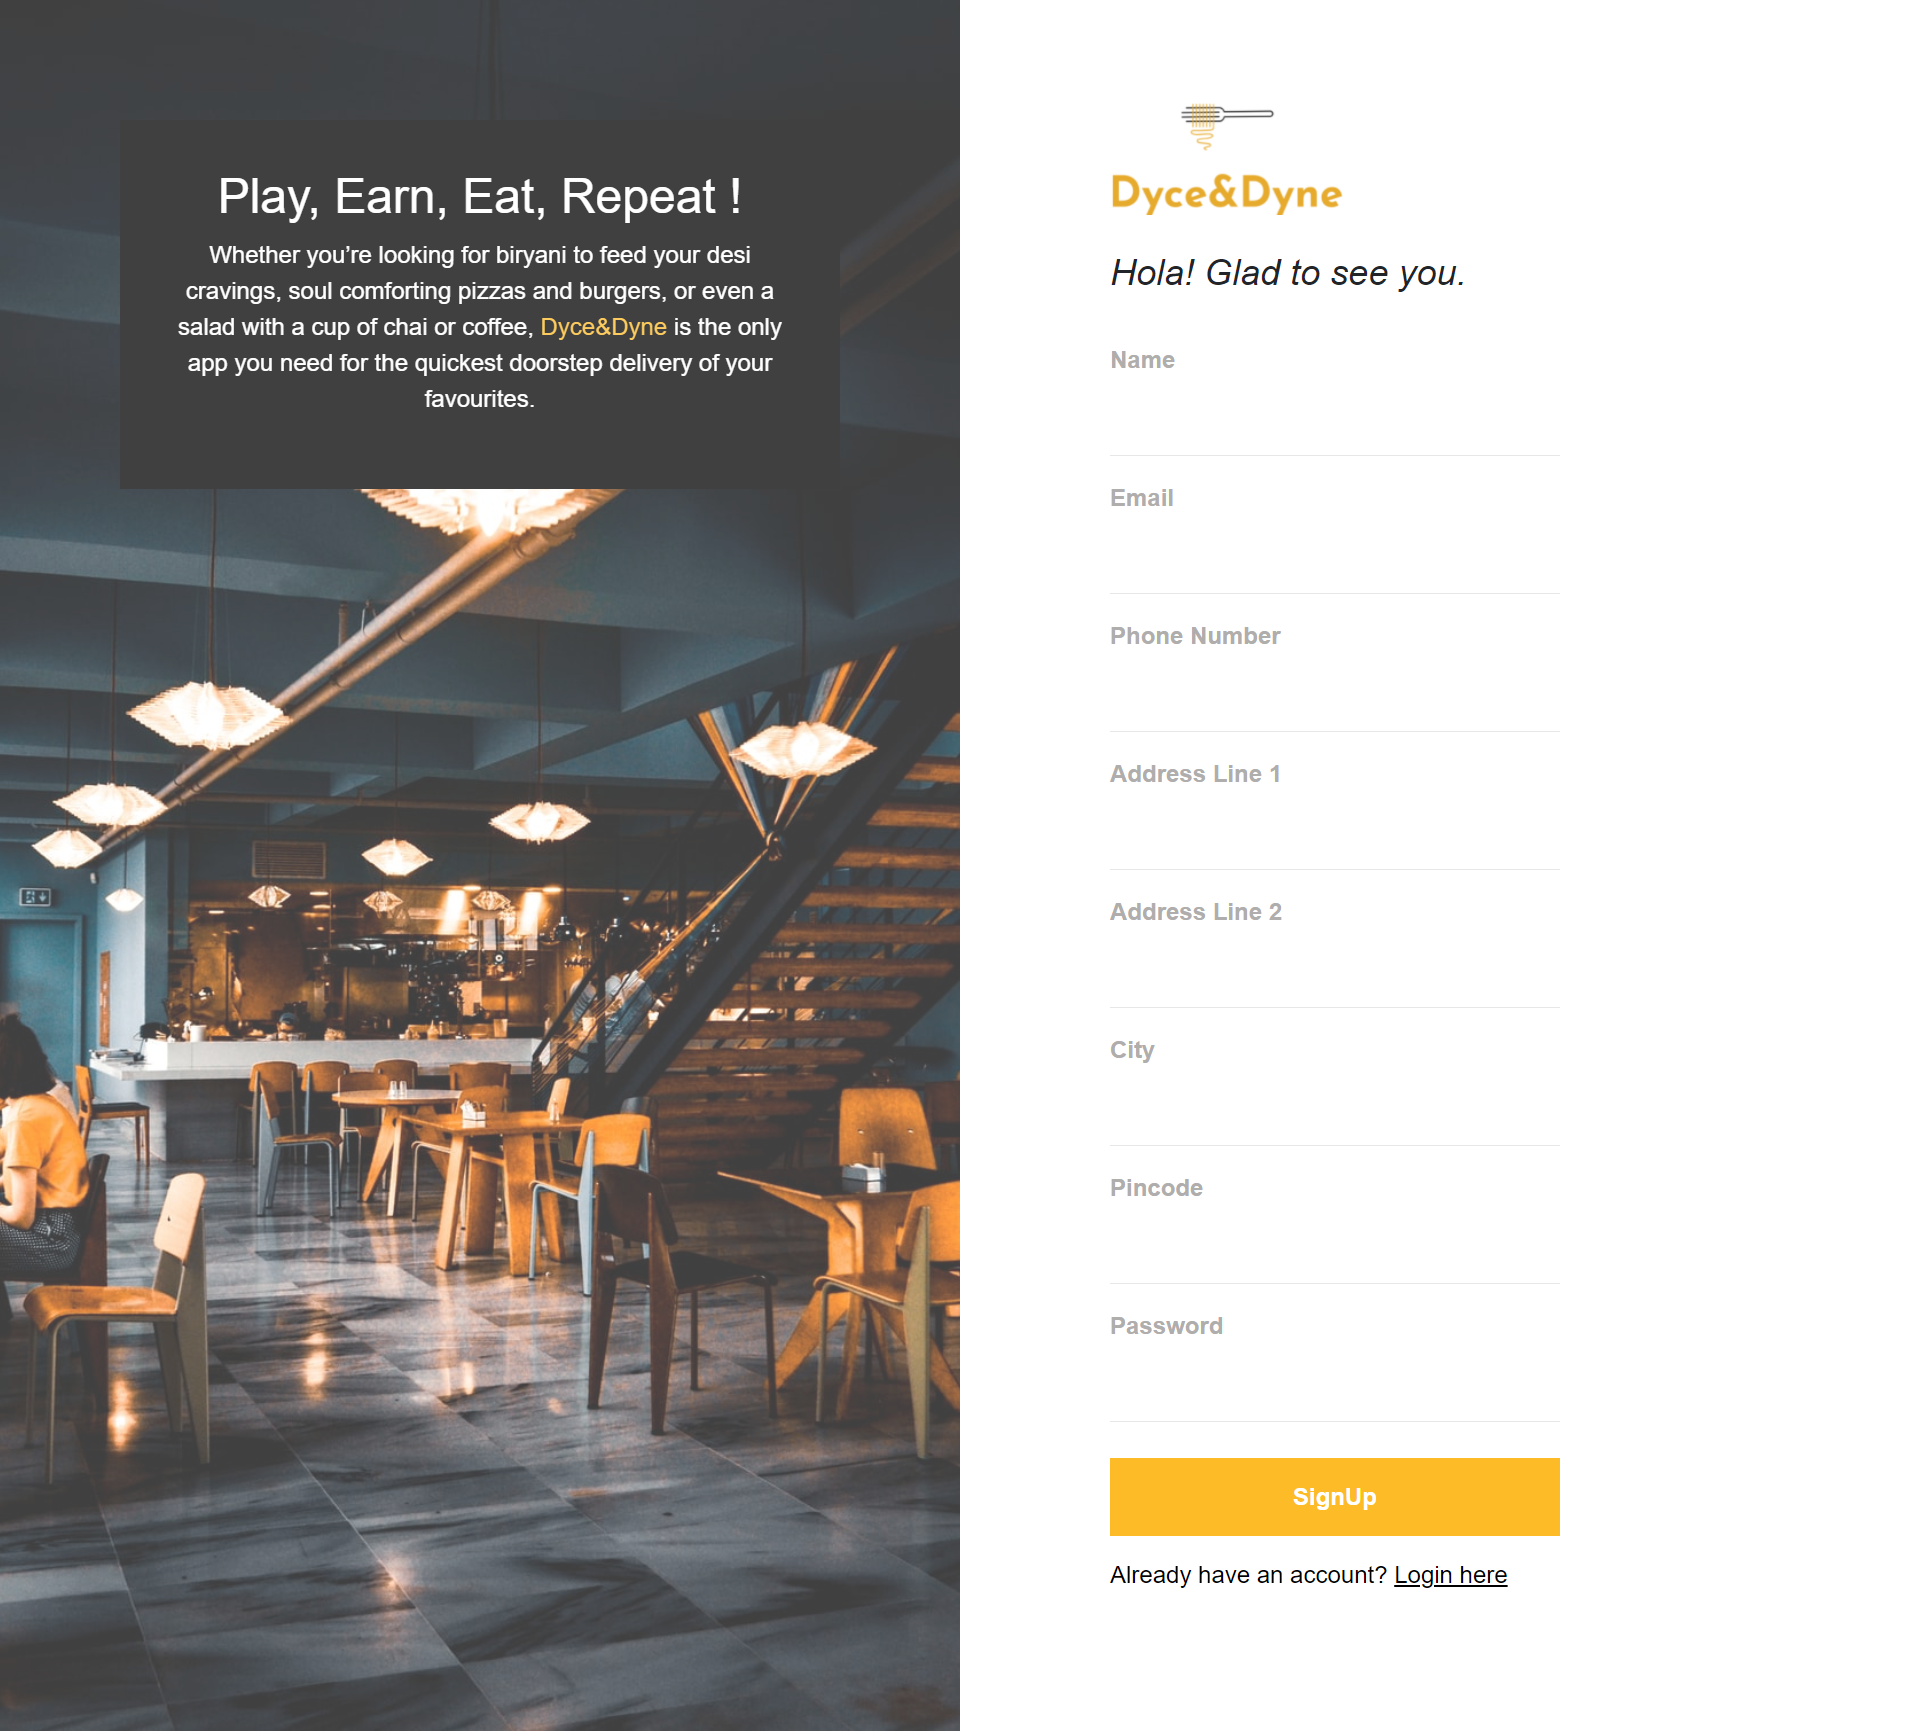 Play, Earn, Eat, Repeat !
Whether you’re looking for biryani to feed your desi
cravings, soul comforting pizzas and burgers, or even a
salad with a cup of chai or coffee, Dyce&Dyne is the only
app you need for the quickest doorstep delivery of your
favourites.
Dyce&Dyne
Hola! Glad to see you.
Name
Email
Phone Number
Address Line 1
Address Line 2
City
Pincode
Password
SignUp
Already have an account? Login here